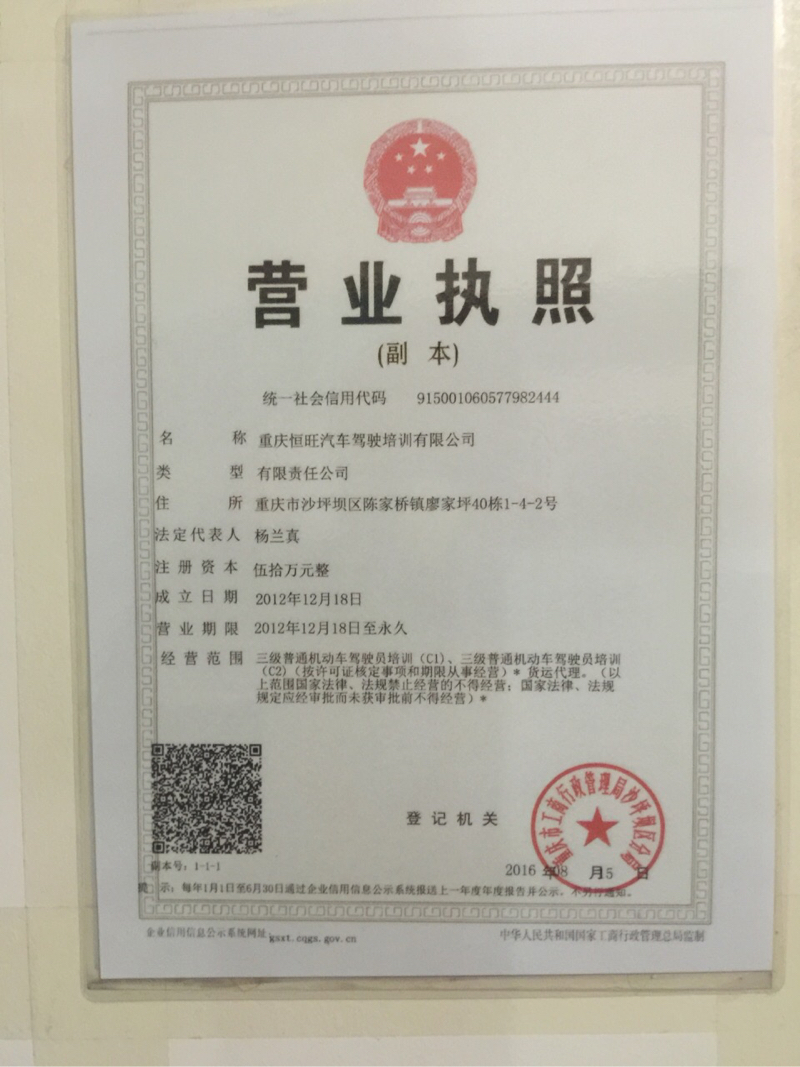 营业执照
(副 本)
统一社会信用代码 915001060577982444
名 称 重庆恒旺汽车驾驶培训有限公司
类 型 有限责任公司
住 所 重庆市沙坪坝区陈家桥镇廖家坪40栋1-4-2号
法定代表人 杨兰真
注册资本 伍拾万元整
成立日期 2012年12月18日
营业期限 2012年12月18日至永久
经营范围 三级普通机动车驾驶员培训(C1)、三级普通机动车驾驶员培训
(C2)(按许可证核定事项和期限从事经营)* 货运代理。(以
上范围国家法律、法规禁止经营的不得经营;国家法律、法规
规定应经审批而未获审批前不得经营)*
登记机关
重庆市工商行政管理局沙坪坝区分局
副本号:1-1-1
2016 年08 月15 日
提 示:每年1月1日至6月30日通过企业信用信息公示系统报送上一年度年度报告并公示,不另行通知。
企业信用信息公示系统网址:gsxt.cqgs.gov.cn
中华人民共和国国家工商行政管理总局监制